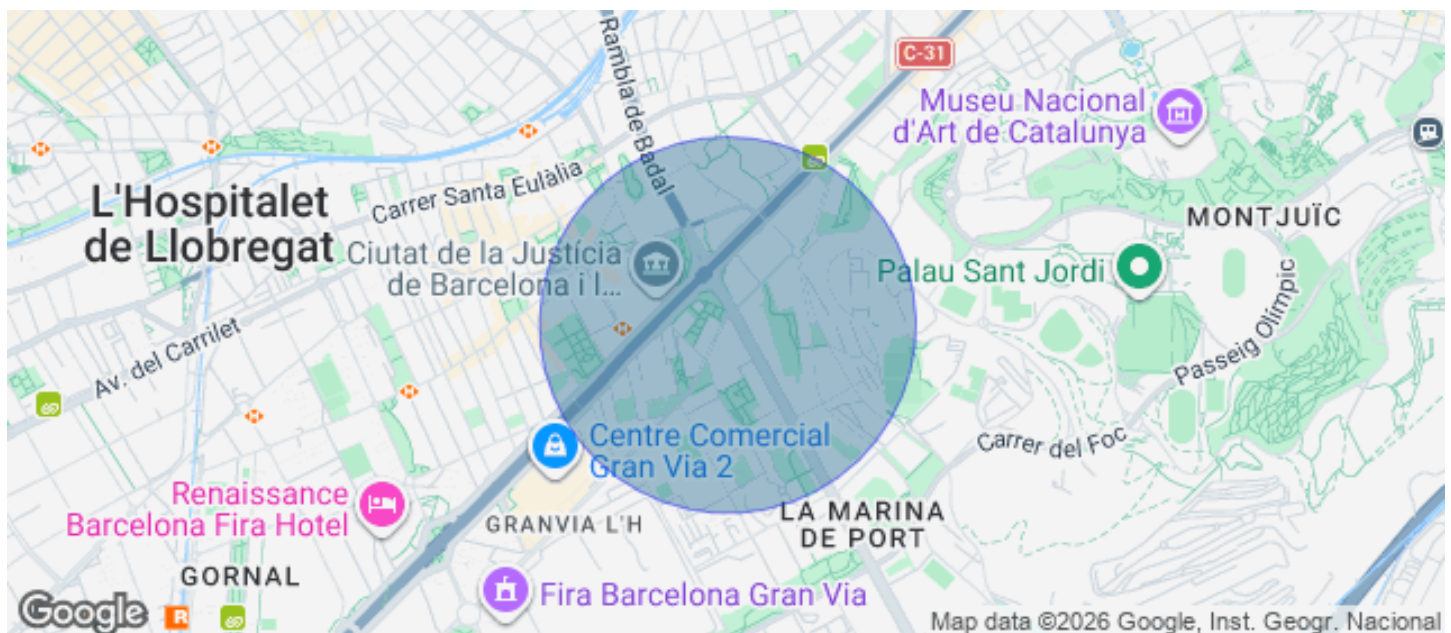 Rambla de Badal
C-31
Museu Nacional
d'Art de Catalunya
L'Hospitalet
de Llobregat
Carrer Santa Eulàlia
MONTJUÏC
Ciutat de la Justícia
de Barcelona i l...
Palau Sant Jordi
Av. del Carrilet
Passeig Olímpic
Centre Comercial
Gran Via 2
Carrer del Foc
Renaissance
Barcelona Fira Hotel
GRANVIA L'H
LA MARINA
DE PORT
GORNAL
Fira Barcelona Gran Via
Google
R
Map data ©2026 Google, Inst. Geogr. Nacional